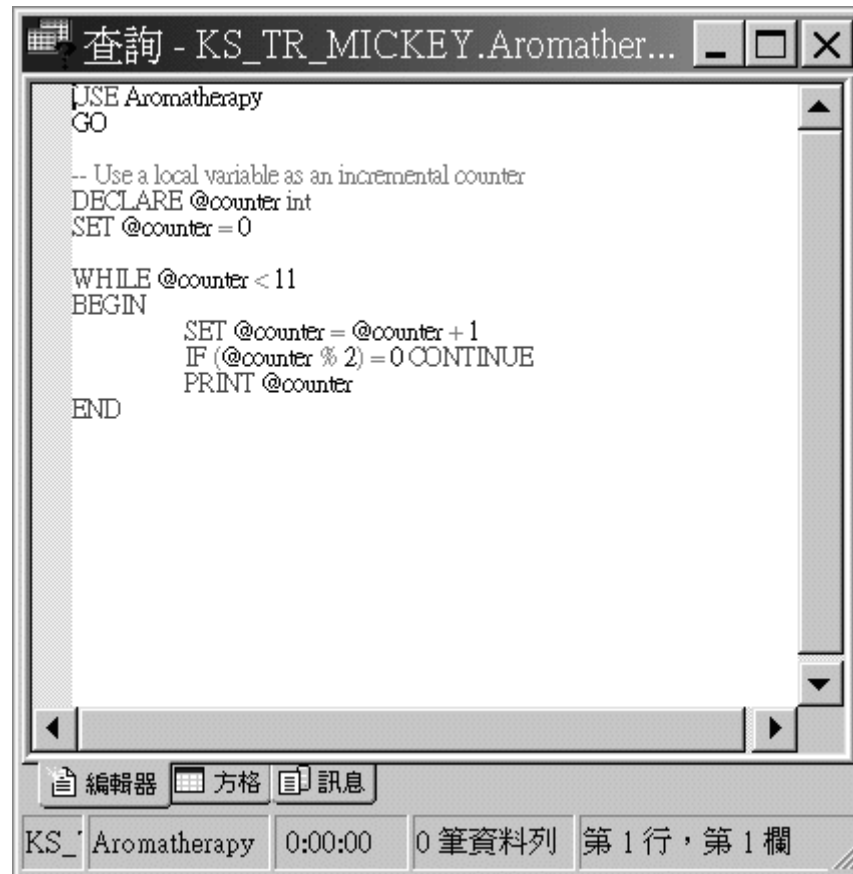 查詢 - KS_TR_MICKEY.Aromather...
USE Aromatherapy
GO
-- Use a local variable as an incremental counter
DECLARE @counter int
SET @counter = 0
WHILE @counter < 11
BEGIN
SET @counter = @counter + 1
IF (@counter % 2) = 0 CONTINUE
PRINT @counter
END
編輯器 方格 訊息
KS_ Aromatherapy 0:00:00 0 筆資料列 第 1 行，第 1 欄